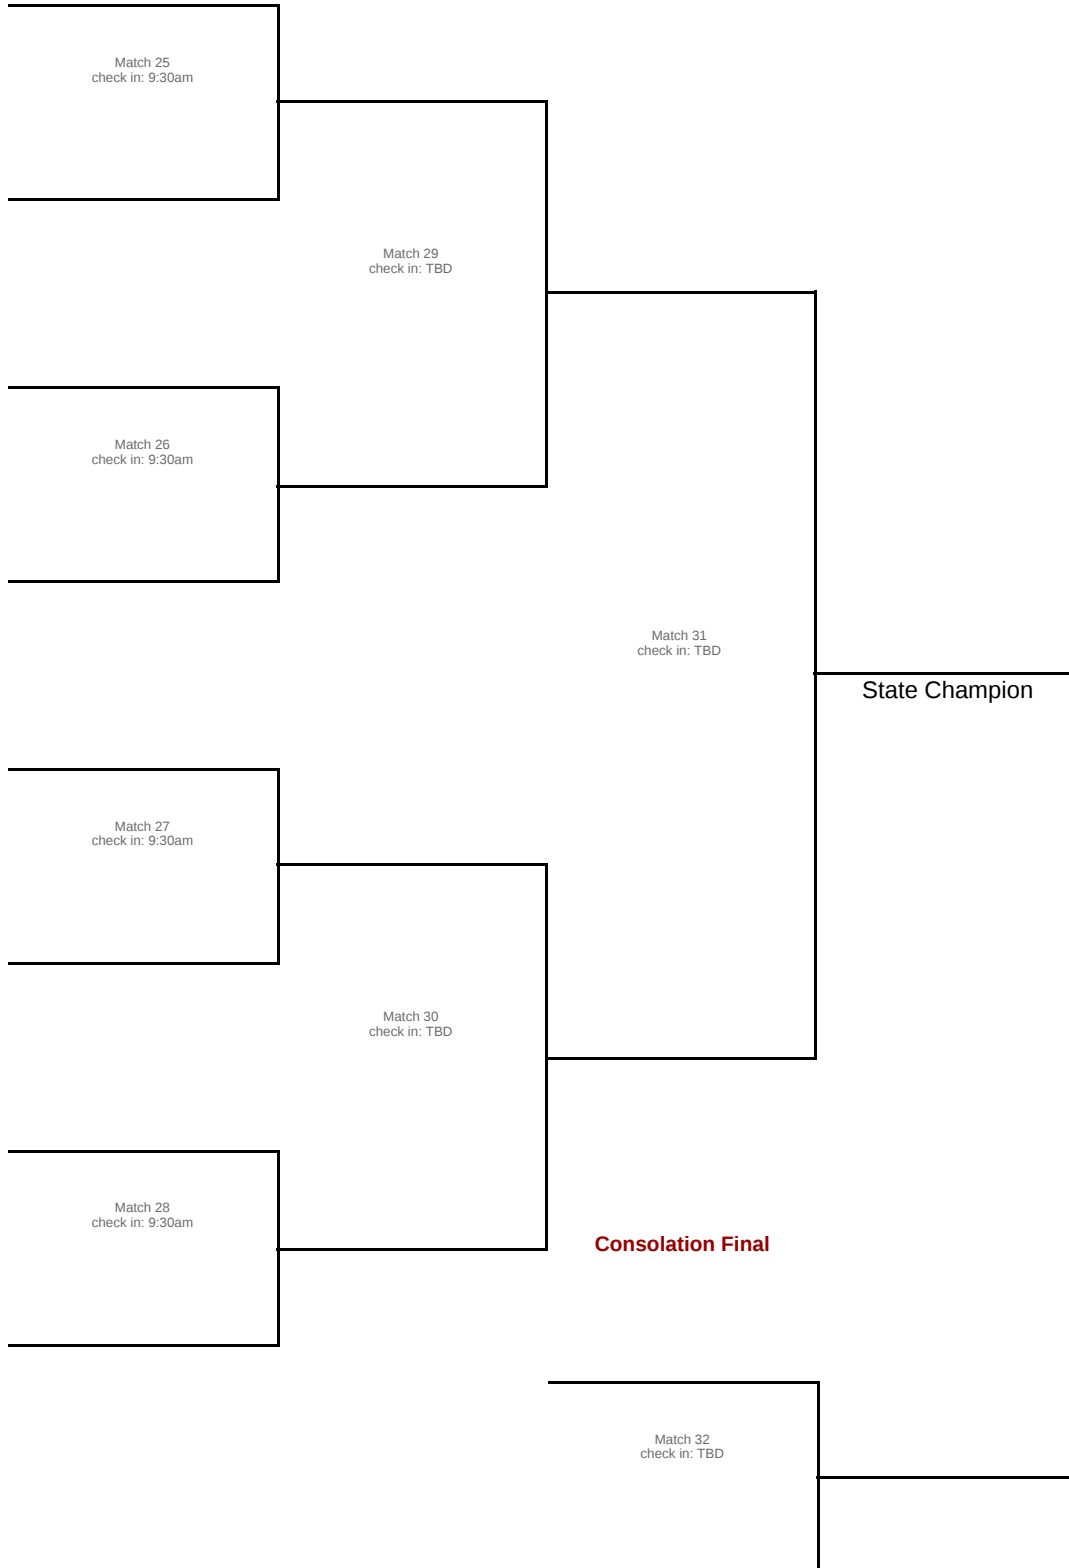 Match 25
check in: 9:30am
Match 29
check in: TBD
Match 26
check in: 9:30am
Match 31
check in: TBD
State Champion
Match 27
check in: 9:30am
Match 30
check in: TBD
Match 28
check in: 9:30am
Consolation Final
Match 32
check in: TBD